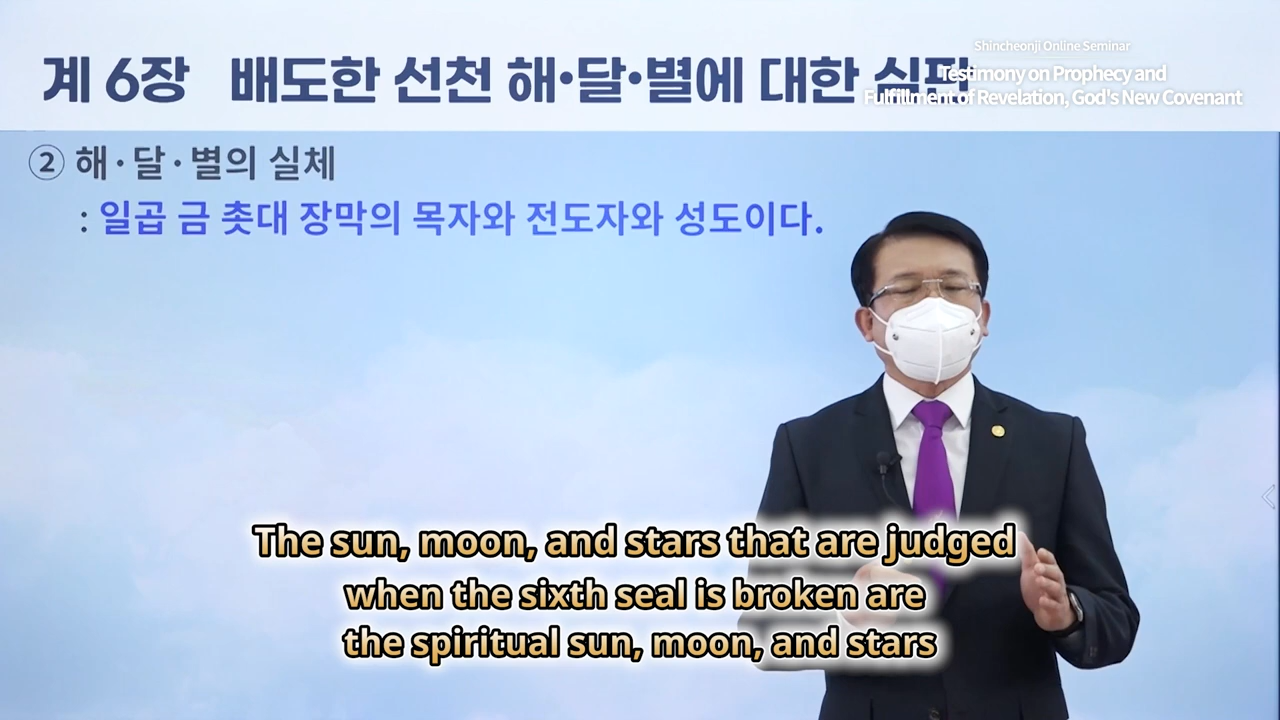 Shincheonji Online Seminar
계 6장 배도한 선천 해·달·별에 대한 심판
Testimony on Prophecy and
Fulfillment of Revelation, God's New Covenant
② 해·달·별의 실체
: 일곱 금 촛대 장막의 목자와 전도자와 성도이다.
The sun, moon, and stars that are judged
when the sixth seal is broken are
the spiritual sun, moon, and stars